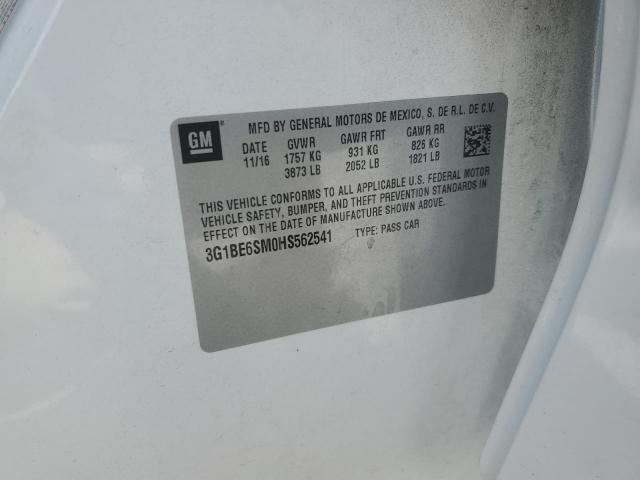 GM
MFD BY GENERAL MOTORS DE MEXICO, S. DE R.L. DE C.V.
DATE GVWR GAWR FRT GAWR RR
11/16 1757 KG 931 KG 826 KG
3873 LB 2052 LB 1821 LB
THIS VEHICLE CONFORMS TO ALL APPLICABLE U.S. FEDERAL MOTOR
VEHICLE SAFETY, BUMPER, AND THEFT PREVENTION STANDARDS IN
EFFECT ON THE DATE OF MANUFACTURE SHOWN ABOVE.
3G1BE6SM0HS562541 TYPE: PASS CAR